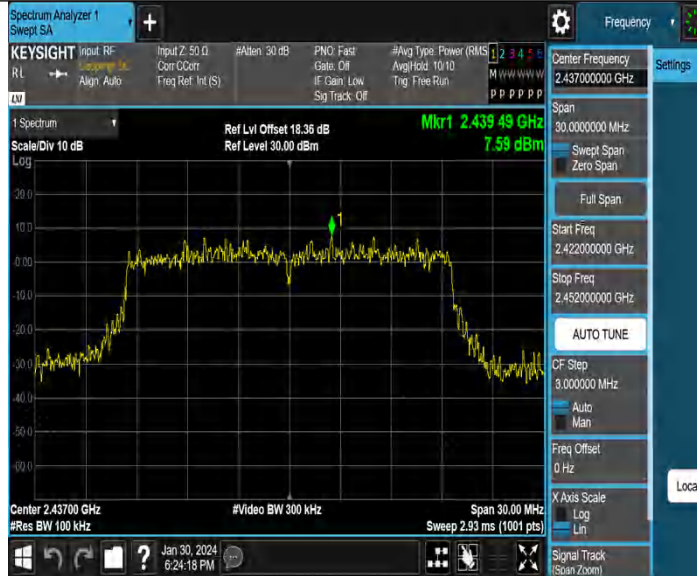 Spectrum Analyzer 1
Swept SA
Frequency
KEYSIGHT Input: RF
Input Z: 50 Ω
#Atten: 30 dB
PNO: Fast
#Avg Type: Power (RMS
1 2 3 4 5 6
RL
Align: Auto
Corr CCorr
Freq Ref: Int (S)
Gate: Off
IF Gain: Low
Sig Track: Off
Avg|Hold: 10/10
Trig: Free Run
M W W W W W
P P P P P P
Center Frequency
2.437000000 GHz
Settings
1 Spectrum
Scale/Div 10 dB
Ref Lvl Offset 18.36 dB
Ref Level 30.00 dBm
Mkr1 2.439 49 GHz
7.59 dBm
Log
20.0
10.0
0.00
-10.0
-20.0
-30.0
-40.0
-50.0
-60.0
1
Span
30.0000000 MHz
Swept Span
Zero Span
Full Span
Start Freq
2.422000000 GHz
Stop Freq
2.452000000 GHz
AUTO TUNE
CF Step
3.000000 MHz
Auto
Man
Freq Offset
0 Hz
X Axis Scale
Log
Lin
Loca
Signal Track
(Span Zoom)
Center 2.43700 GHz
#Res BW 100 kHz
#Video BW 300 kHz
Span 30.00 MHz
Sweep 2.93 ms (1001 pts)
?
Jan 30, 2024
6:24:18 PM